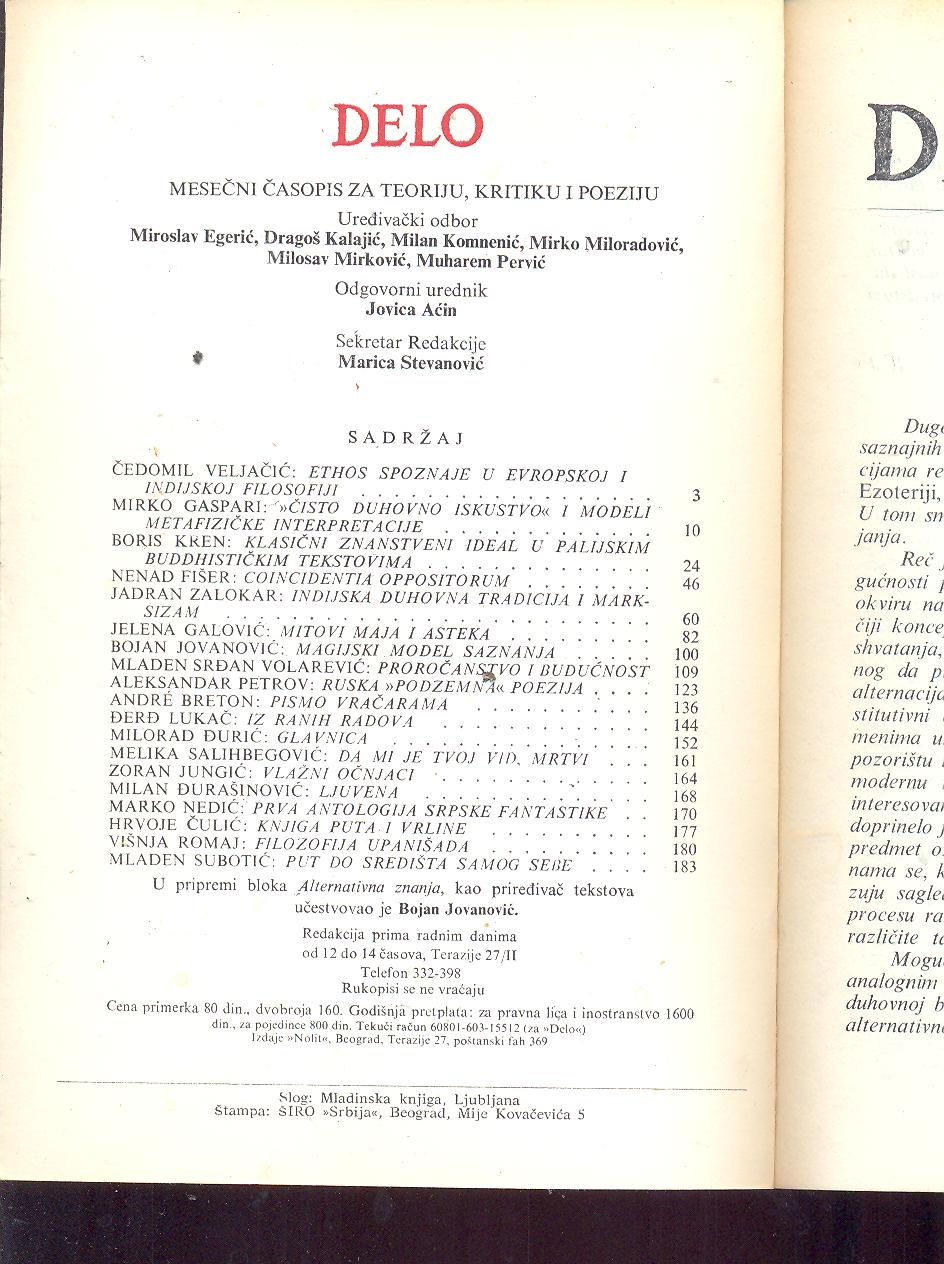 DELO
MESEČNI ČASOPIS ZA TEORIJU, KRITIKU I POEZIJU
Uređivački odbor
Miroslav Egerić, Dragoš Kalajić, Milan Komnenić, Mirko Miloradović,
Milosav Mirković, Muharem Pervić
Odgovorni urednik
Jovica Aćin
Sekretar Redakcije
Marica Stevanović
SADRŽAJ
ČEDOMIL VELJAČIĆ: ETHOS SPOZNAJE U EVROPSKOJ I
INDIJSKOJ FILOSOFIJI . . . . . . . . . . . . . . . . . 3
MIRKO GASPARI: »ČISTO DUHOVNO ISKUSTVO« I MODELI
METAFIZIČKE INTERPRETACIJE . . . . . . . . . . . . 10
BORIS KREN: KLASIČNI ZNANSTVENI IDEAL U PALIJSKIM
BUDDHISTIČKIM TEKSTOVIMA . . . . . . . . . . . . . 24
NENAD FIŠER: COINCIDENTIA OPPOSITORUM . . . . . . . . 46
JADRAN ZALOKAR: INDIJSKA DUHOVNA TRADICIJA I MARK-
SIZAM . . . . . . . . . . . . . . . . . . . . . . . 60
JELENA GALOVIĆ: MITOVI MAJA I ASTEKA . . . . . . . . 82
BOJAN JOVANOVIĆ: MAGIJSKI MODEL SAZNANJA . . . . . 100
MLADEN SRĐAN VOLAREVIĆ: PROROČANSTVO I BUDUĆNOST 109
ALEKSANDAR PETROV: RUSKA »PODZEMNA« POEZIJA . . . . 123
ANDRÉ BRETON: PISMO VRAČARAMA . . . . . . . . . . 136
ĐERĐ LUKAČ: IZ RANIH RADOVA . . . . . . . . . . . 144
MILORAD ĐURIĆ: GLAVNICA . . . . . . . . . . . . . 152
MELIKA SALIHBEGOVIĆ: DA MI JE TVOJ VID, MRTVI . . . 161
ZORAN JUNGIĆ: VLAŽNI OČNJACI . . . . . . . . . . . 164
MILAN ĐURAŠINOVIĆ: LJUVENA . . . . . . . . . . . . 168
MARKO NEDIĆ: PRVA ANTOLOGIJA SRPSKE FANTASTIKE . . 170
HRVOJE ČULIĆ: KNJIGA PUTA I VRLINE . . . . . . . . . 177
VIŠNJA ROMAJ: FILOZOFIJA UPANIŠADA . . . . . . . . . 180
MLADEN SUBOTIĆ: PUT DO SREDIŠTA SAMOG SEBE . . . . 183
U pripremi bloka Alternativna znanja, kao priređivač tekstova
učestvovao je Bojan Jovanović.
Redakcija prima radnim danima
od 12 do 14 časova, Terazije 27/II
Telefon 332-398
Rukopisi se ne vraćaju
Cena primerka 80 din., dvobroja 160. Godišnja pretplata: za pravna lica i inostranstvo 1600
din., za pojedince 800 din. Tekući račun 60801-603-15512 (za »Delo«)
Izdaje »Nolit«, Beograd, Terazije 27, poštanski fah 369
Slog: Mladinska knjiga, Ljubljana
Štampa: ŠIRO »Srbija«, Beograd, Mije Kovačevića 5
D
saznajnih
cijama re
Ezoteriji,
U tom sm
janja.
Reč
gućnosti
okviru na
čiji konce
shvatanja,
nog da
alternacija
stitutivni
menima u
pozorištu
modernu
interesovan
doprinelo
predmet o
nama se, k
zuju sagled
procesu ra
različite
analognim
duhovnoj b
alternativn